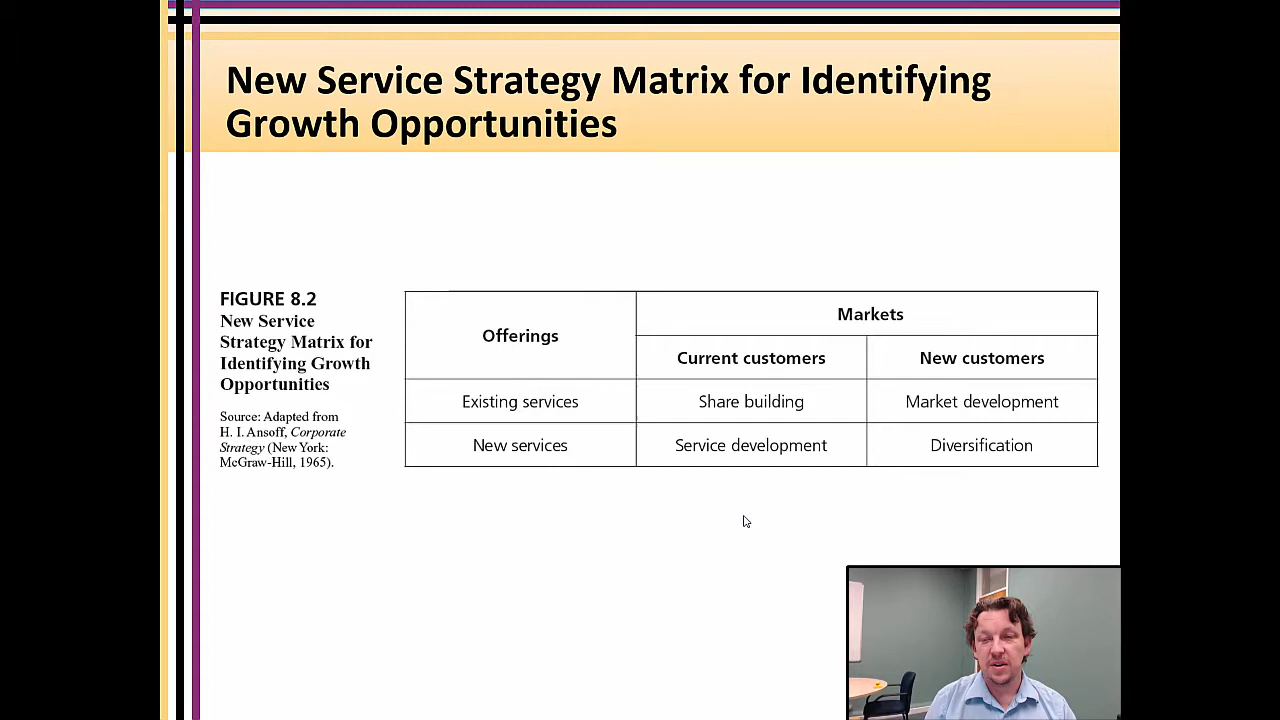 New Service Strategy Matrix for Identifying
Growth Opportunities
FIGURE 8.2
New Service
Strategy Matrix for
Identifying Growth
Opportunities
Source: Adapted from
H. I. Ansoff, Corporate
Strategy (New York:
McGraw-Hill, 1965).
Offerings
Markets
Current customers
New customers
Existing services
Share building
Market development
New services
Service development
Diversification